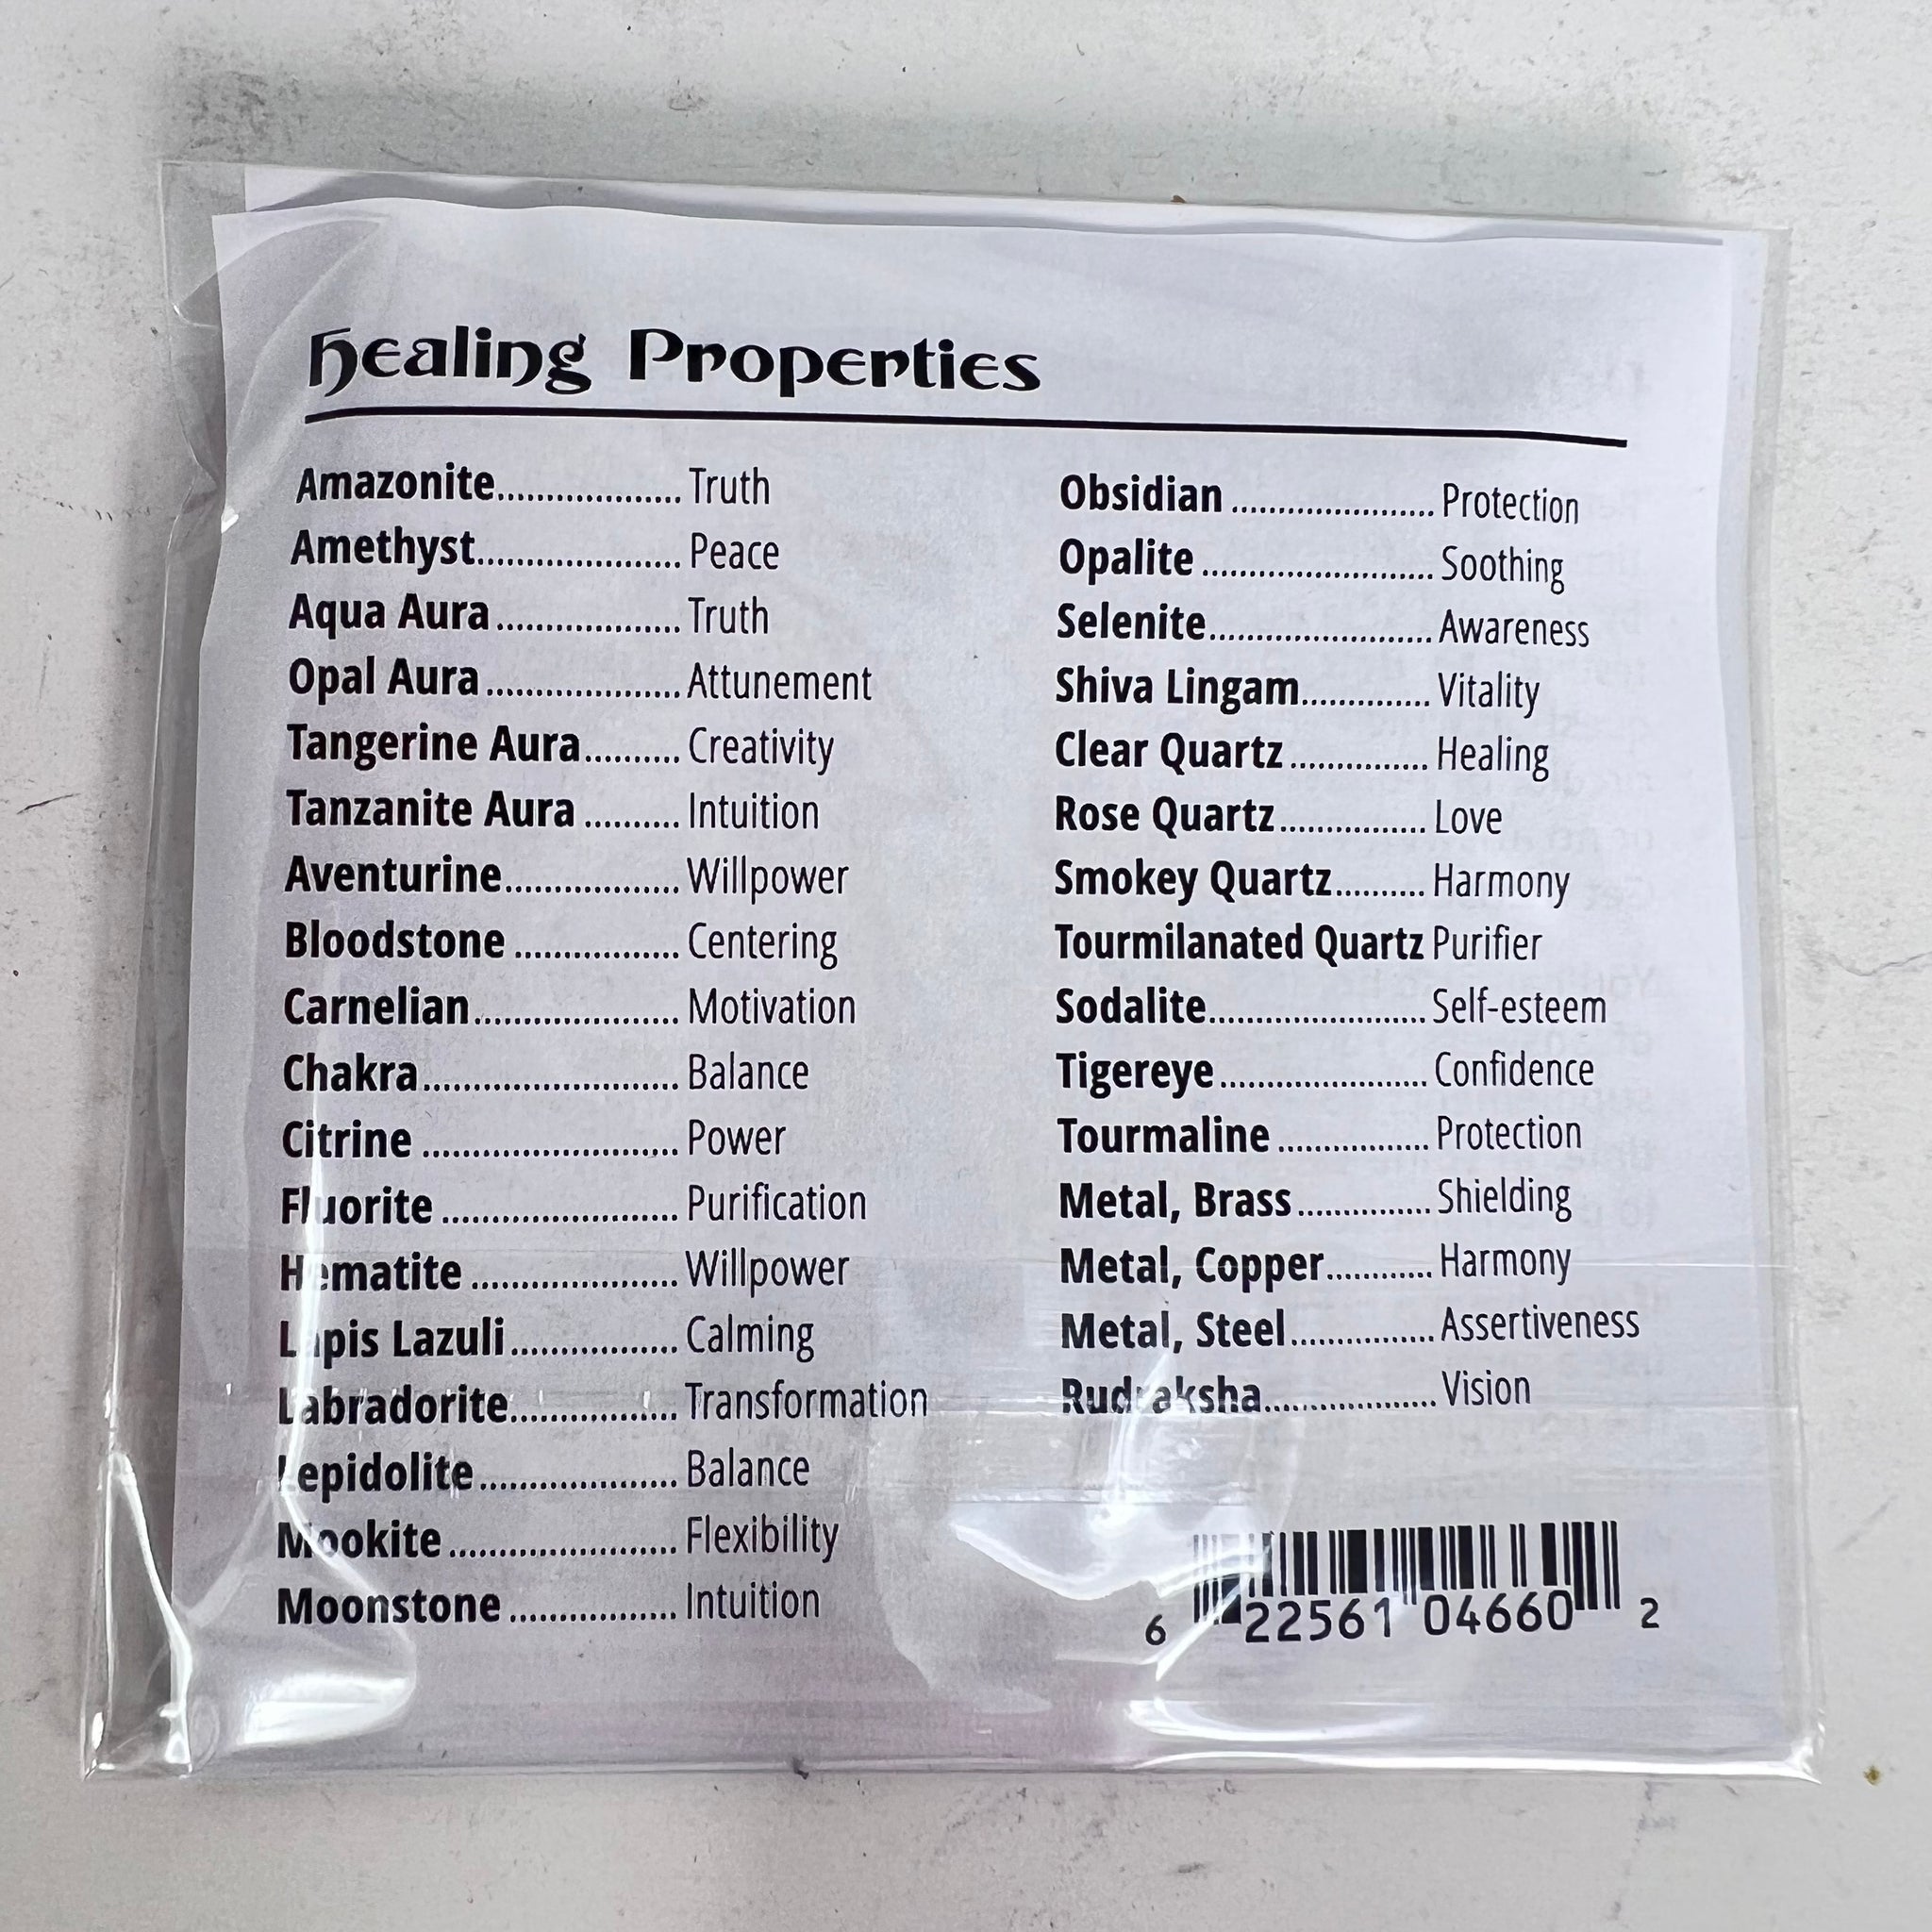 Healing Properties
Amazonite................... Truth
Amethyst..................... Peace
Aqua Aura................... Truth
Opal Aura.................... Attunement
Tangerine Aura.......... Creativity
Tanzanite Aura .......... Intuition
Aventurine.................. Willpower
Bloodstone ................. Centering
Carnelian..................... Motivation
Chakra.......................... Balance
Citrine .......................... Power
Fluorite ........................ Purification
Hematite ..................... Willpower
Lapis Lazuli................. Calming
Labradorite................. Transformation
Lepidolite.................... Balance
Mookite ....................... Flexibility
Moonstone ................. Intuition
Obsidian ..................... Protection
Opalite ........................ Soothing
Selenite....................... Awareness
Shiva Lingam.............. Vitality
Clear Quartz ............... Healing
Rose Quartz................ Love
Smokey Quartz.......... Harmony
Tourmilanated Quartz Purifier
Sodalite....................... Self-esteem
Tigereye...................... Confidence
Tourmaline ................ Protection
Metal, Brass............... Shielding
Metal, Copper............ Harmony
Metal, Steel................ Assertiveness
Rudraksha................... Vision
6 22561 04660 2